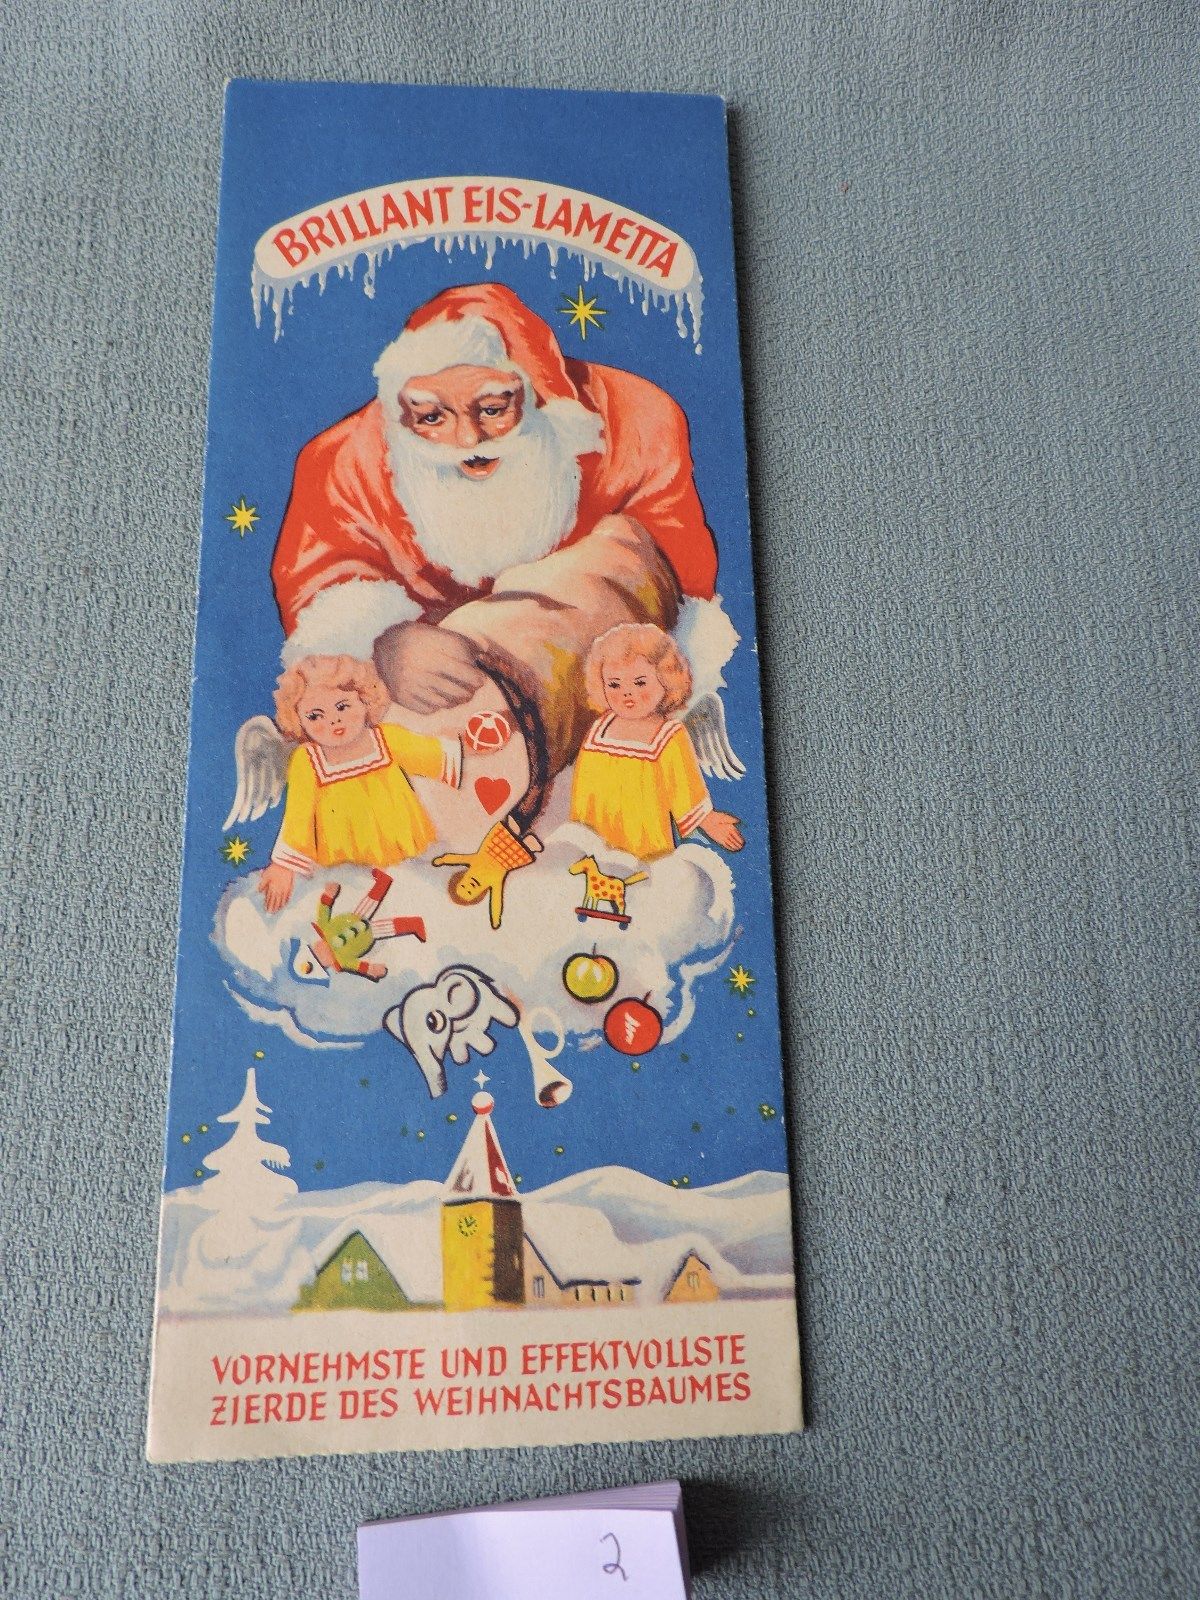 BRILLANT EIS-LAMETTA
VORNEHMSTE UND EFFEKTVOLLSTE
ZIERDE DES WEIHNACHTSBAUMES
2